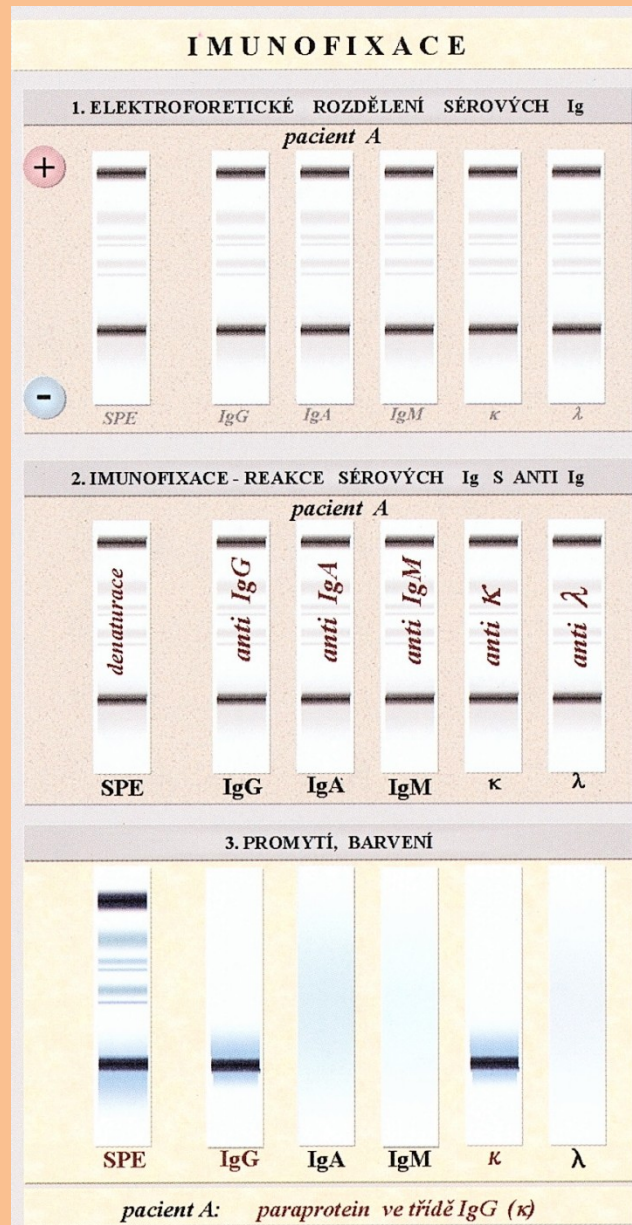 IMUNOFIXACE
1. ELEKTROFORETICKÉ ROZDĚLENÍ SÉROVÝCH Ig
pacient A
+
-
SPE IgG IgA IgM κ λ
2. IMUNOFIXACE - REAKCE SÉROVÝCH Ig S ANTI Ig
pacient A
denaturace anti IgG anti IgA anti IgM anti κ anti λ
SPE IgG IgA IgM κ λ
3. PROMYTÍ, BARVENÍ
SPE IgG IgA IgM κ λ
pacient A: paraprotein ve třídě IgG (κ)